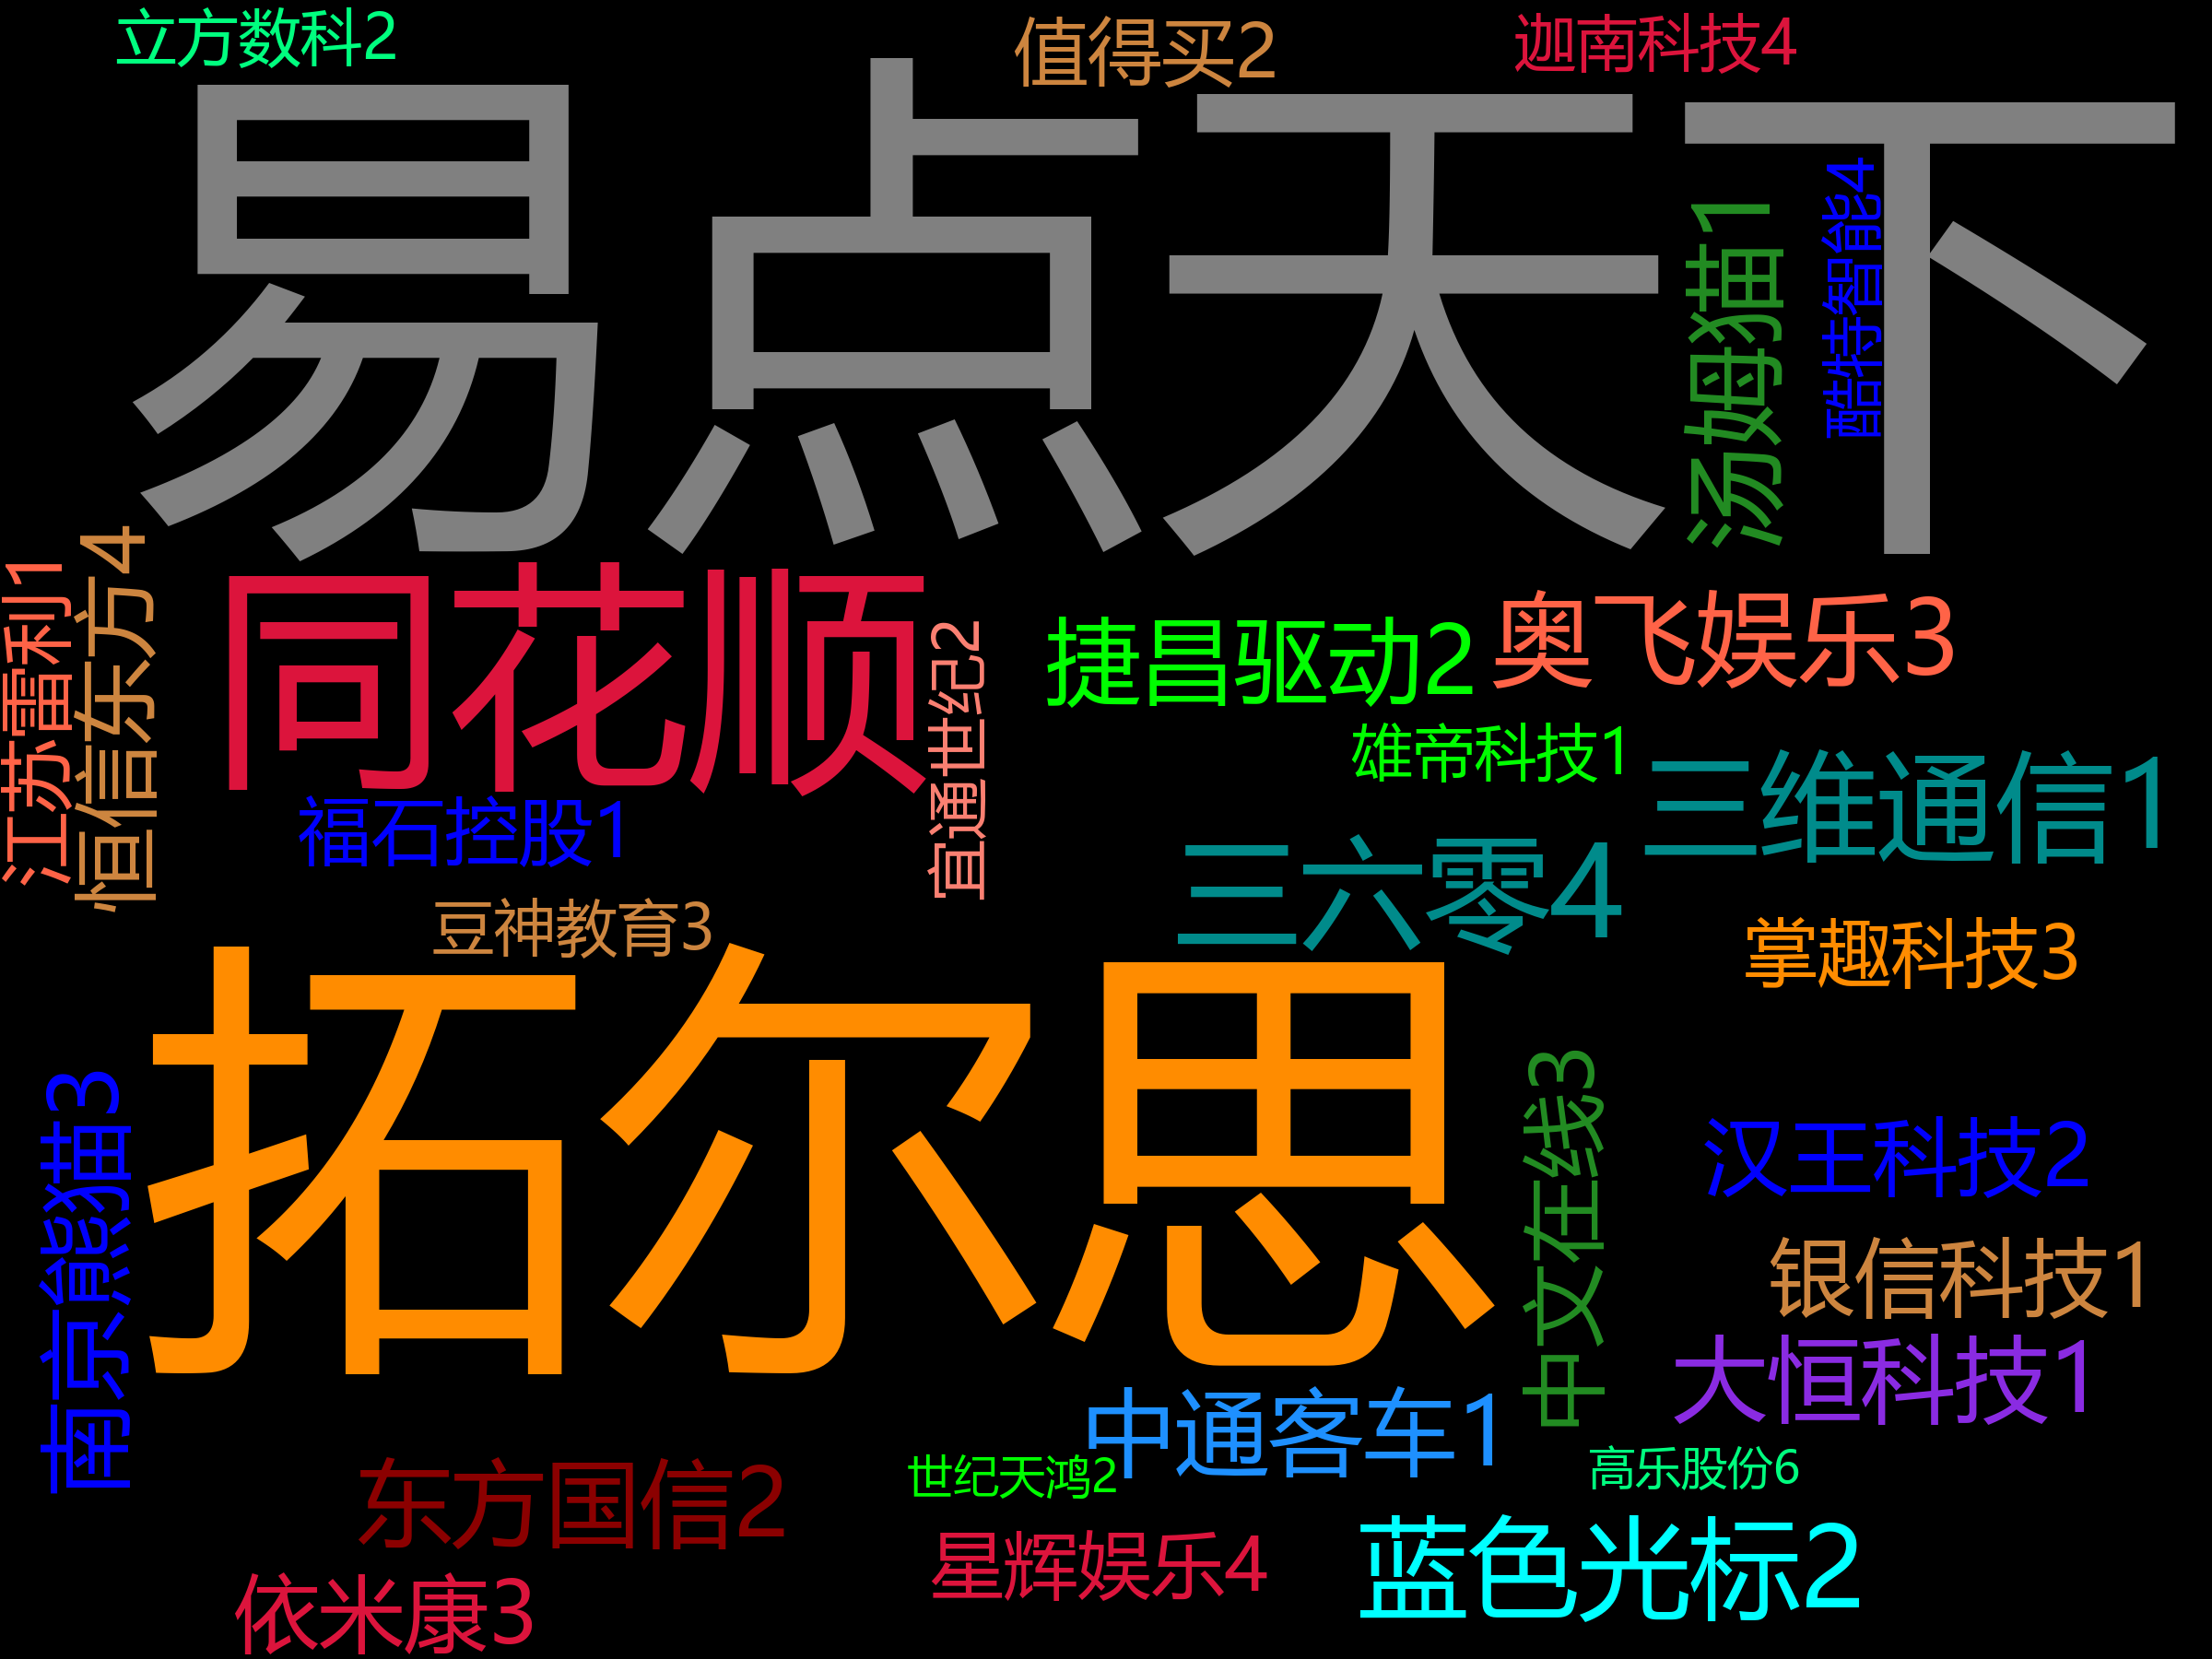 立方数科2
值得买2
迦南科技4
易点天下
汤姆猫1
酷特智能4
江苏雷利1
恒信东方4
同花顺
宣通世纪2
捷昌驱动2
奥飞娱乐3
雄帝科技1
三维通信1
福石控股1
三六零4
豆神教育3
拿趣科技3
拓尔思
南京熊猫3
中文在线3
汉王科技2
银信科技1
大恒科技1
中通客车1
东方国信2
世纪天鸿2
高乐股份6
星辉娱乐4
蓝色光标2
依米康3